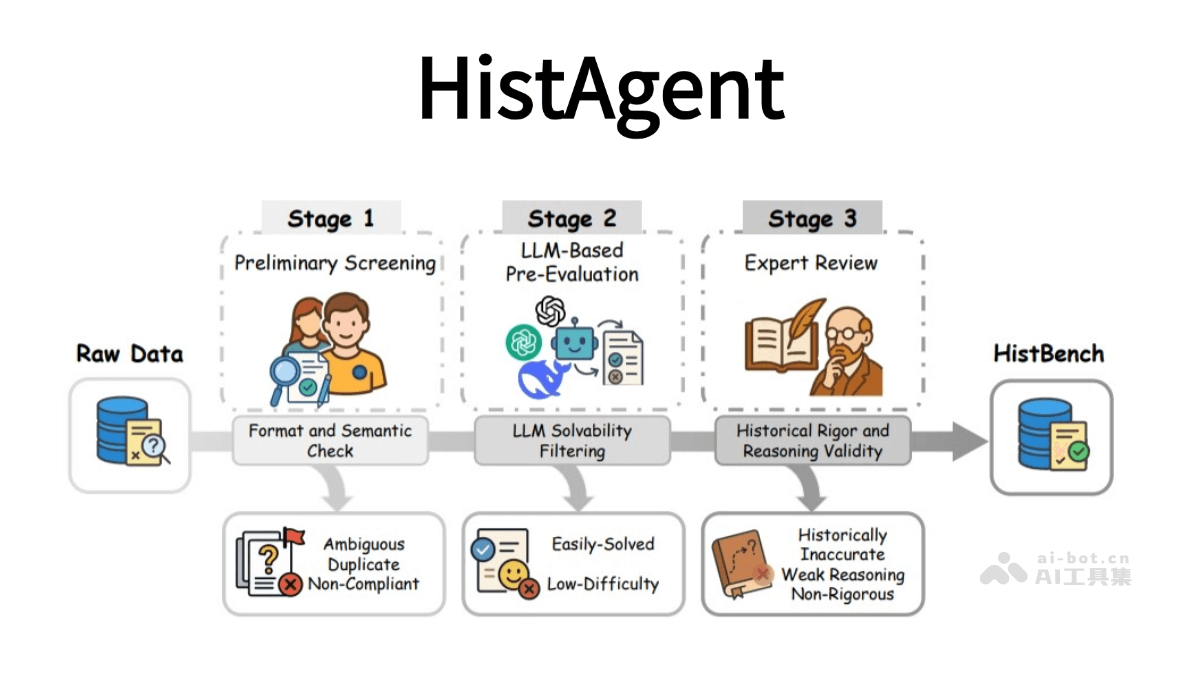 HistAgent
Stage 1
Stage 2
Stage 3
Preliminary Screening
LLM-Based
Pre-Evaluation
Expert Review
Raw Data
HistBench
Format and Semantic
Check
LLM Solvability
Filtering
Historical Rigor and
Reasoning Validity
Ambiguous
Duplicate
Non-Compliant
Easily-Solved
Low-Difficulty
Historically
Inaccurate
Weak Reasoning
Non-Rigorous
ai-bot.cn
AI工具集